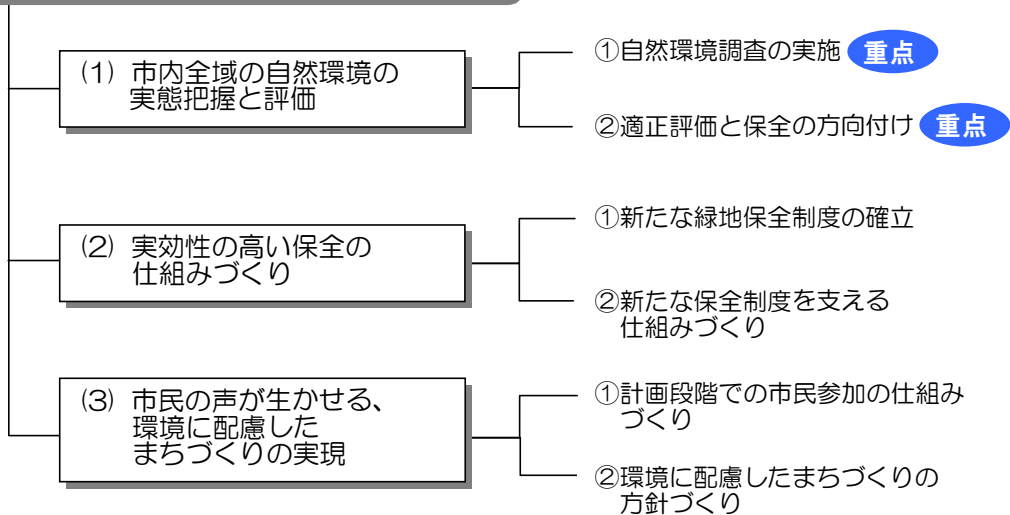 (1) 市内全域の自然環境の
実態把握と評価
①自然環境調査の実施 重点
②適正評価と保全の方向付け 重点
(2) 実効性の高い保全の
仕組みづくり
①新たな緑地保全制度の確立
②新たな保全制度を支える
仕組みづくり
(3) 市民の声が生かせる、
環境に配慮した
まちづくりの実現
①計画段階での市民参加の仕組み
づくり
②環境に配慮したまちづくりの
方針づくり